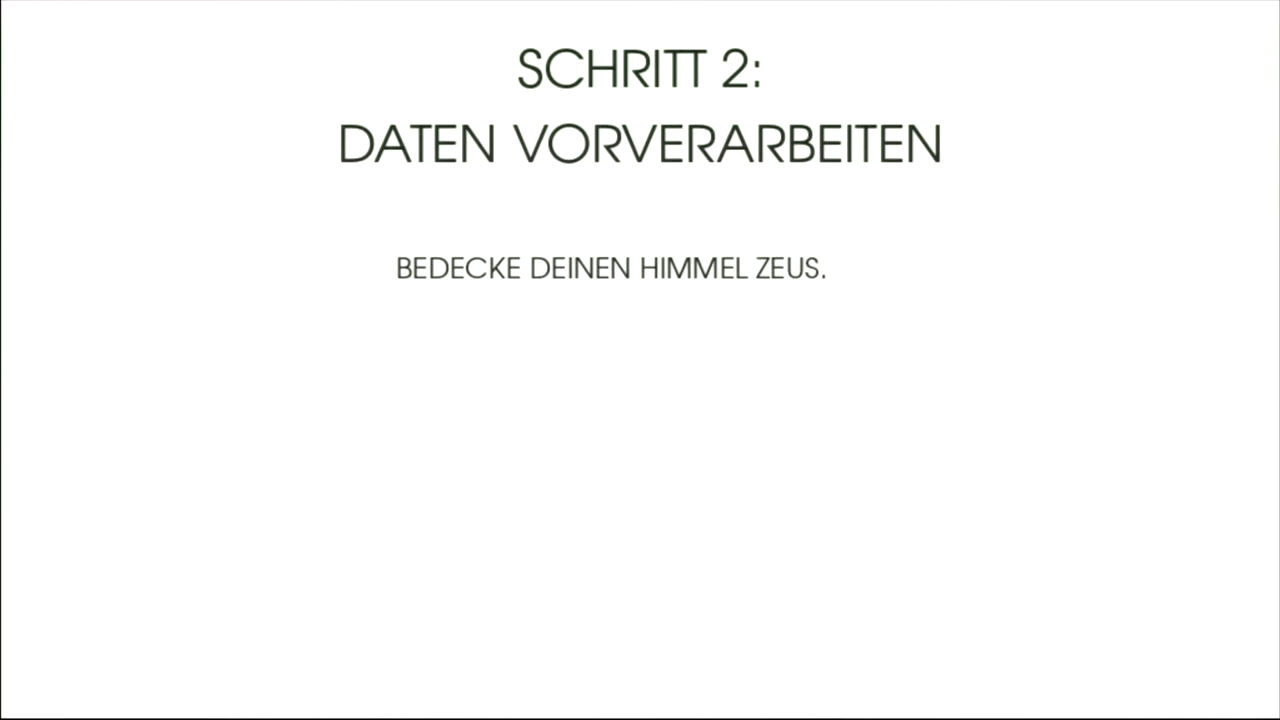 SCHRITT 2:
DATEN VORVERARBEITEN
BEDECKE DEINEN HIMMEL ZEUS.